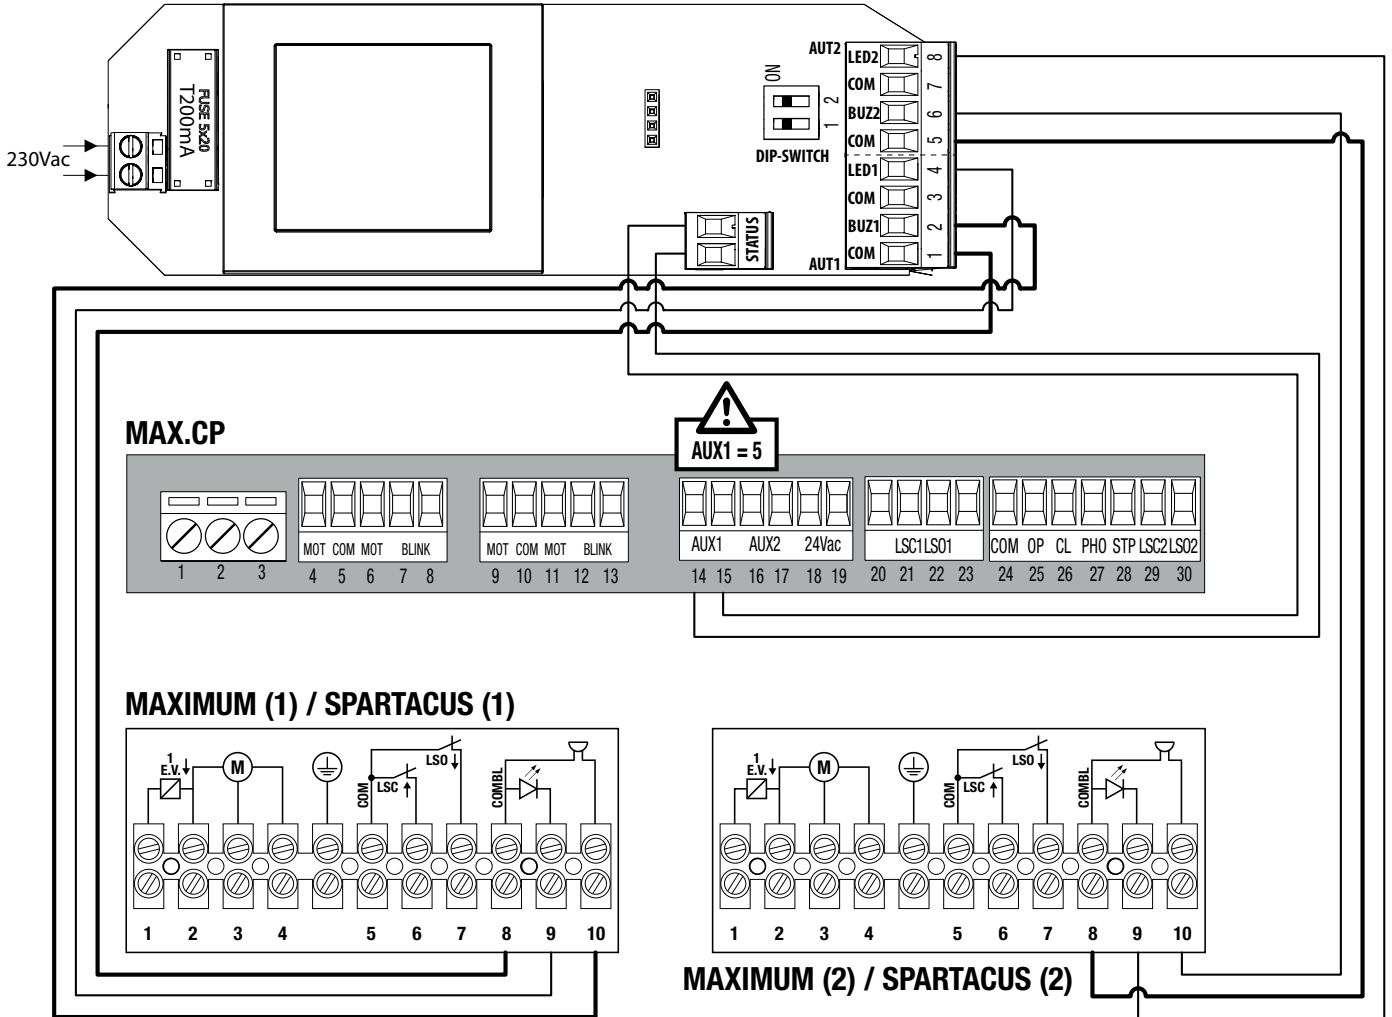 230Vac
FUSE 5x20
T200mA
ON
1 2
DIP-SWITCH
STATUS
AUT2
LED2 8
COM 7
BUZ2 6
COM 5
LED1 4
COM 3
BUZ1 2
COM 1
AUT1
MAX.CP
!
AUX1 = 5
MOT COM MOT BLINK
MOT COM MOT BLINK
AUX1 AUX2 24Vac
LSC1 LSO1
COM OP CL PHO STP LSC2 LSO2
1 2 3 4 5 6 7 8 9 10 11 12 13 14 15 16 17 18 19 20 21 22 23 24 25 26 27 28 29 30
MAXIMUM (1) / SPARTACUS (1)
1
E.V.
M
COM
LSC
LSO
COMBL
1 2 3 4 5 6 7 8 9 10
1
E.V.
M
COM
LSC
LSO
COMBL
1 2 3 4 5 6 7 8 9 10
MAXIMUM (2) / SPARTACUS (2)